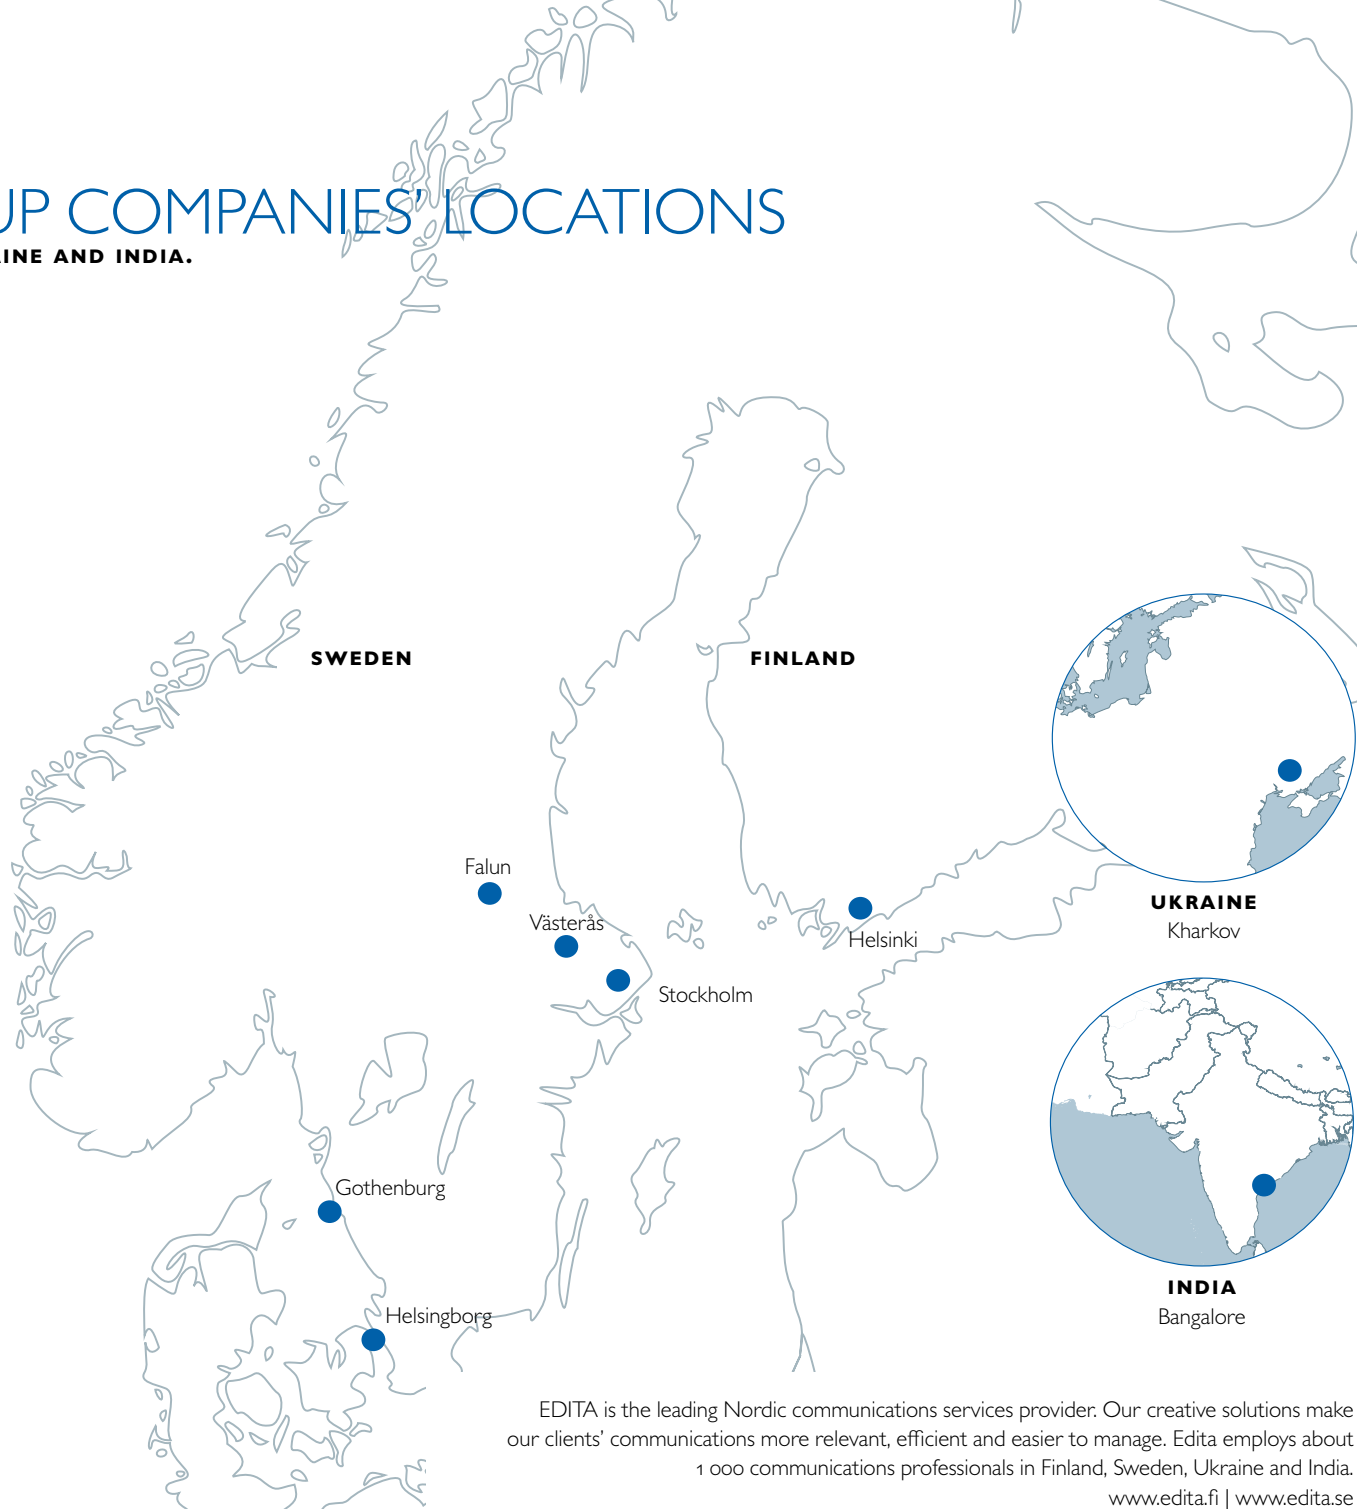 UP COMPANIES' LOCATIONS
INE AND INDIA.
SWEDEN
FINLAND
Falun
Västerås
Helsinki
Stockholm
UKRAINE
Kharkov
Gothenburg
Helsingborg
INDIA
Bangalore
EDITA is the leading Nordic communications services provider. Our creative solutions make
our clients' communications more relevant, efficient and easier to manage. Edita employs about
1 000 communications professionals in Finland, Sweden, Ukraine and India.
www.edita.fi | www.edita.se